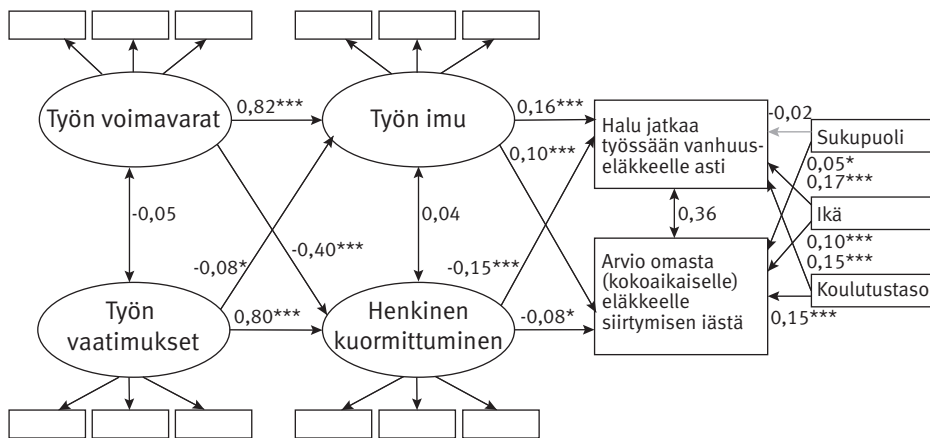 Työn voimavarat
0,82***
Työn imu
0,16***
0,10***
Halu jatkaa
työssään vanhuus-
eläkkeelle asti
-0,02
Sukupuoli
0,05*
0,17***
Ikä
-0,05
0,04
0,36
0,10***
0,15***
-0,08*
-0,40***
-0,15***
Arvio omasta
(kokoaikaiselle)
eläkkeelle
siirtymisen iästä
Koulutustaso
0,15***
Työn
vaatimukset
0,80***
Henkinen
kuormittuminen
-0,08*